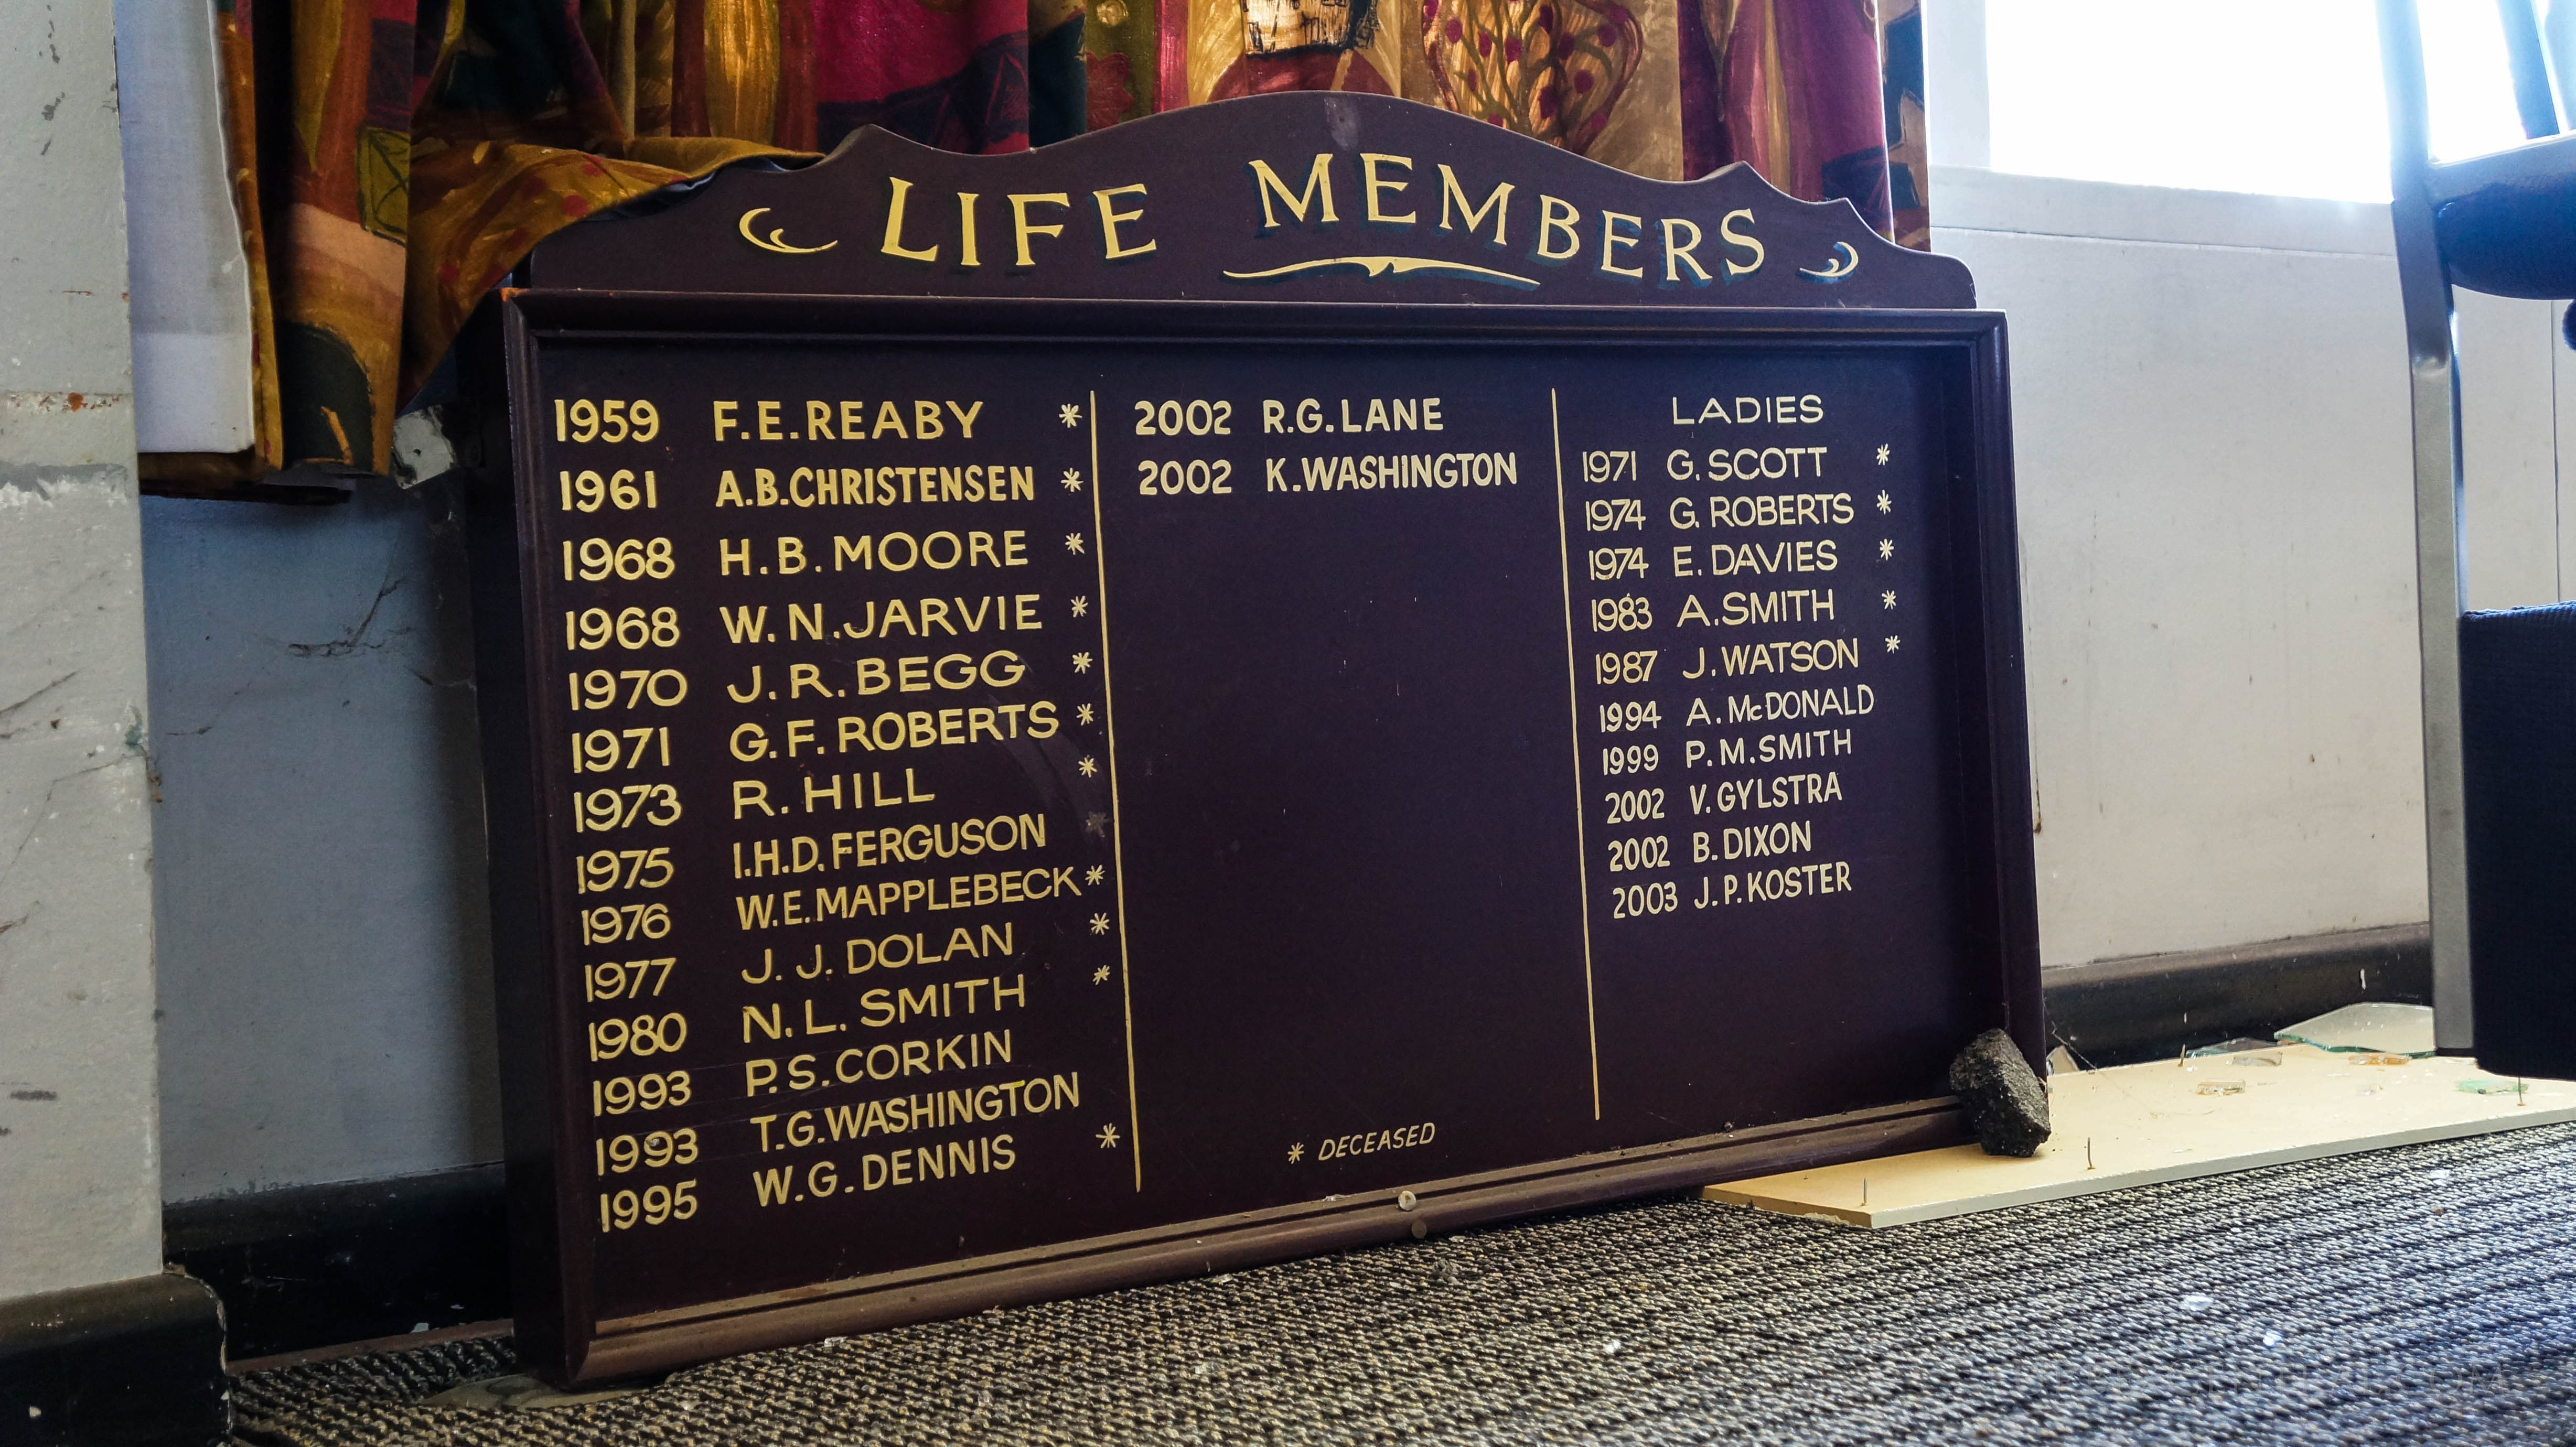 LIFE MEMBERS
1959 F.E.REABY *
1961 A.B.CHRISTENSEN *
1968 H.B.MOORE *
1968 W.N.JARVIE *
1970 J.R.BEGG *
1971 G.F.ROBERTS *
1973 R.HILL *
1975 I.H.D.FERGUSON *
1976 W.E.MAPPLEBECK *
1977 J.J.DOLAN *
1980 N.L.SMITH *
1993 P.S.CORKIN
1993 T.G.WASHINGTON
1995 W.G.DENNIS *
2002 R.G.LANE
2002 K.WASHINGTON
* DECEASED
LADIES
1971 G.SCOTT *
1974 G.ROBERTS *
1974 E.DAVIES *
1983 A.SMITH *
1987 J.WATSON *
1994 A.McDONALD
1999 P.M.SMITH
2002 V.GYLSTRA
2002 B.DIXON
2003 J.P.KOSTER